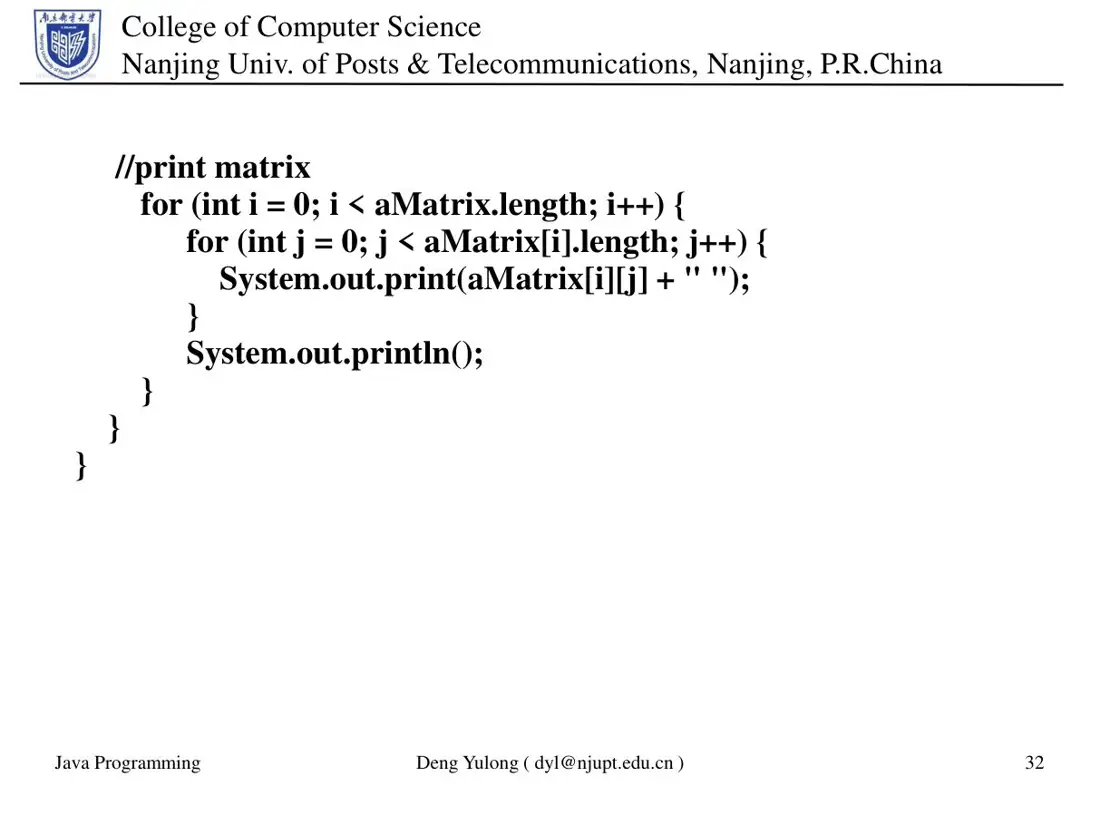 College of Computer Science
Nanjing Univ. of Posts & Telecommunications, Nanjing, P.R.China
//print matrix
for (int i = 0; i < aMatrix.length; i++) {
for (int j = 0; j < aMatrix[i].length; j++) {
System.out.print(aMatrix[i][j] + " ");
}
System.out.println();
}
}
}
Java Programming
Deng Yulong ( dyl@njupt.edu.cn )
32